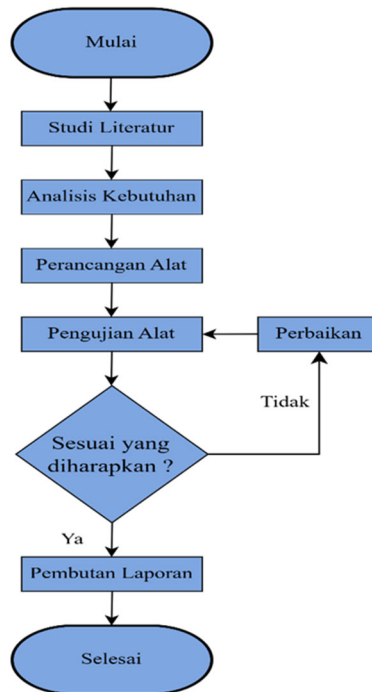 Mulai
Studi Literatur
Analisis Kebutuhan
Perancangan Alat
Pengujian Alat
Perbaikan
Tidak
Sesuai yang
diharapkan ?
Ya
Pembutan Laporan
Selesai